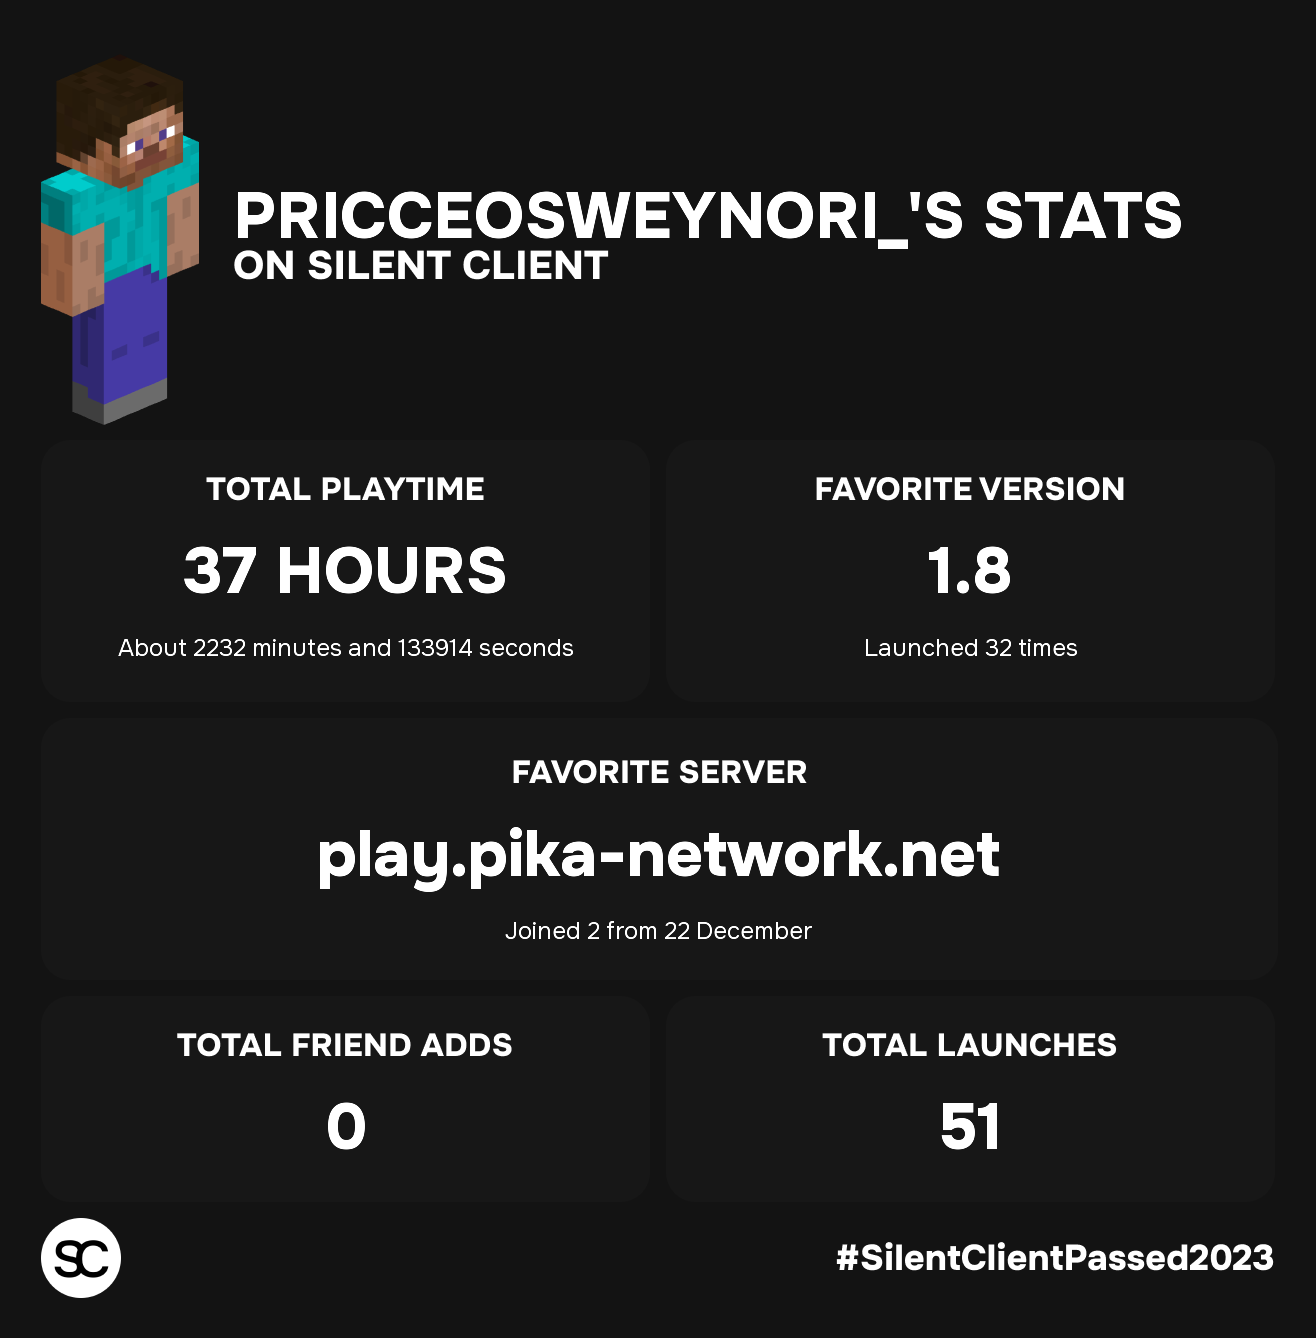 PRICCEOSWEYNORI_'S STATS
ON SILENT CLIENT
TOTAL PLAYTIME
37 HOURS
About 2232 minutes and 133914 seconds
FAVORITE VERSION
1.8
Launched 32 times
FAVORITE SERVER
play.pika-network.net
Joined 2 from 22 December
TOTAL FRIEND ADDS
0
TOTAL LAUNCHES
51
SC
#SilentClientPassed2023